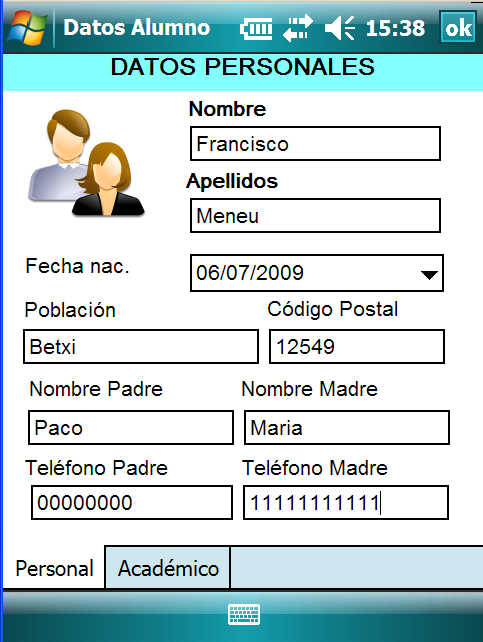 Datos Alumno 15:38 ok
DATOS PERSONALES
Nombre
Francisco
Apellidos
Meneu
Fecha nac. 06/07/2009
Población Código Postal
Betxi 12549
Nombre Padre Nombre Madre
Paco Maria
Teléfono Padre Teléfono Madre
00000000 11111111111
Personal Académico